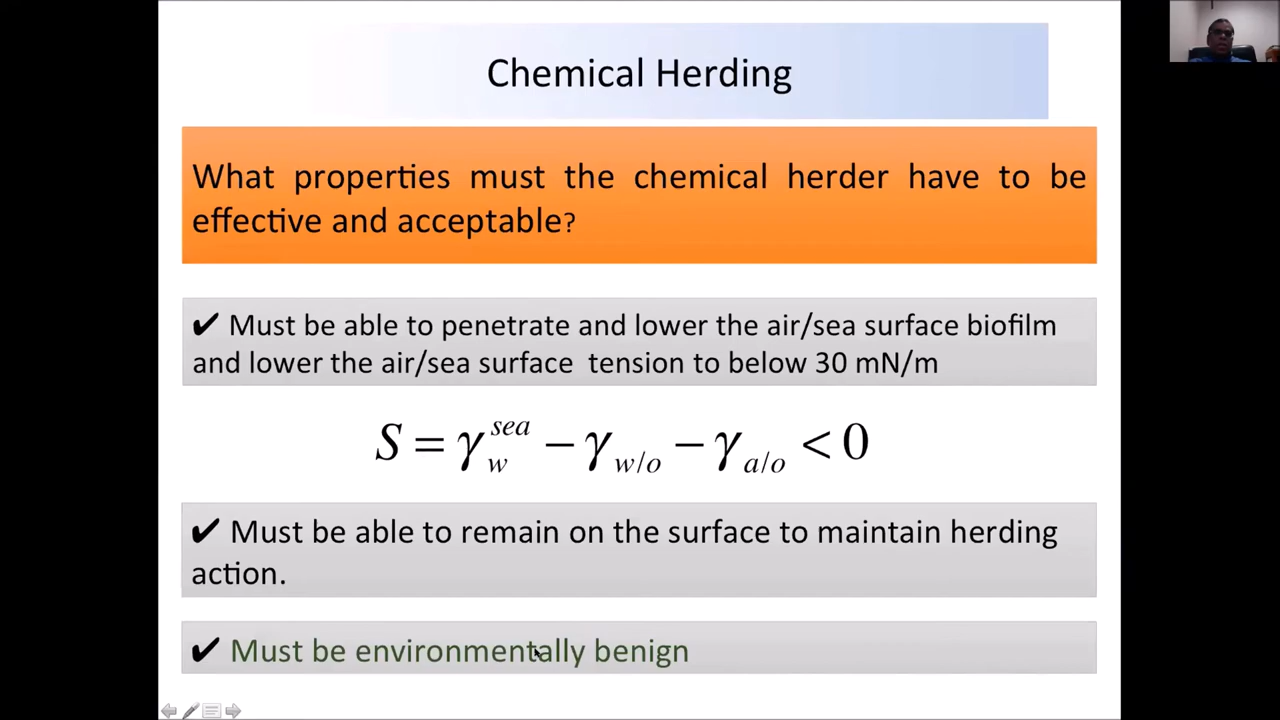 Chemical Herding
What properties must the chemical herder have to be
effective and acceptable?
✔ Must be able to penetrate and lower the air/sea surface biofilm
and lower the air/sea surface tension to below 30 mN/m
S = γ_w^{sea} − γ_{w/o} − γ_{a/o} < 0
✔ Must be able to remain on the surface to maintain herding
action.
✔ Must be environmentally benign